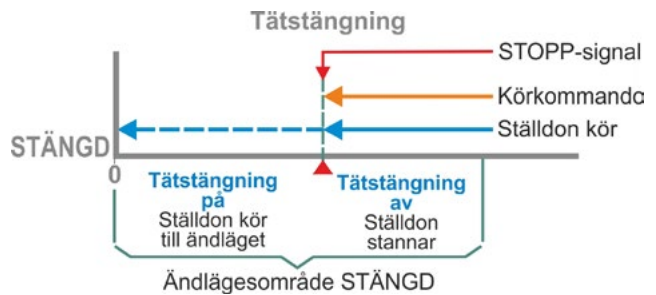 Tätstängning
STOPP-signal
Körkommando
Ställdon kör
STÄNGD
0
Tätstängning
på
Ställdon kör
till ändläget
Tätstängning
av
Ställdon
stannar
Ändlägesområde STÄNGD